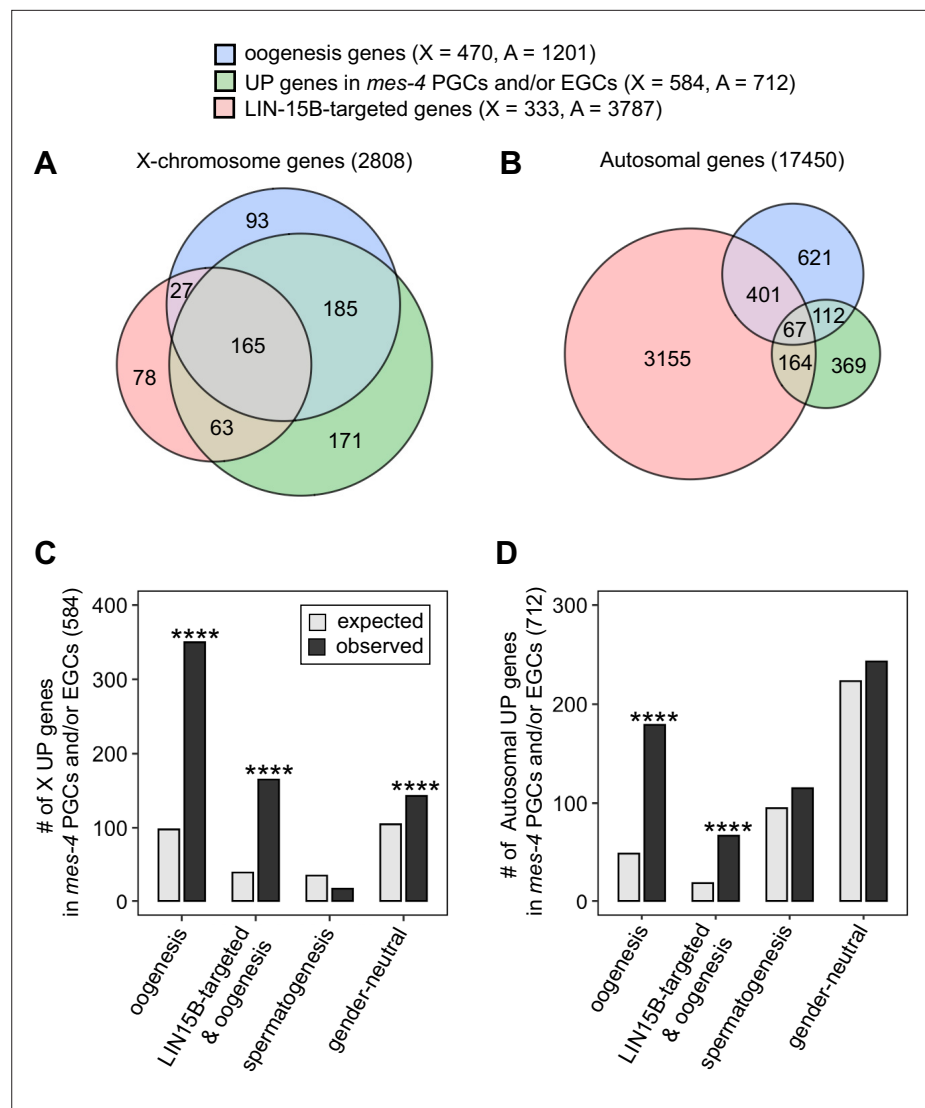 oogenesis genes (X = 470, A = 1201)
UP genes in mes-4 PGCs and/or EGCs (X = 584, A = 712)
LIN-15B-targeted genes (X = 333, A = 3787)
A
X-chromosome genes (2808)
93
27
185
165
78
63
171
B
Autosomal genes (17450)
621
401
112
67
3155
164
369
C
# of X UP genes
in mes-4 PGCs and/or EGCs (584)
400
300
200
100
0
expected
observed
****
****
****
oogenesis
LIN15B-targeted
& oogenesis
spermatogenesis
gender-neutral
D
# of Autosomal UP genes
in mes-4 PGCs and/or EGCs (712)
300
200
100
0
****
****
oogenesis
LIN15B-targeted
& oogenesis
spermatogenesis
gender-neutral